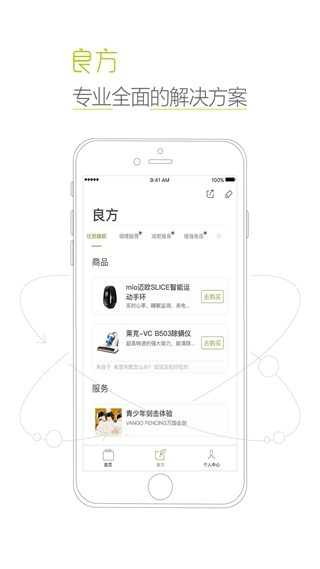 良方
专业全面的解决方案
9:41 AM 100%
良方
优质睡眠 调理肠胃 减肥瘦身 增强免疫
商品
mio迈欧SLICE智能运
动手环
实时心率、睡眠监测、来电...
去购买
莱克-VC B503除螨仪
超高转速的强大吸力，能清除...
去购买
来自于 老是失眠怎么办？试试这些好伍的
服务
青少年剑击体验
VANGO FENCING万国击剑
首页 良方 个人中心